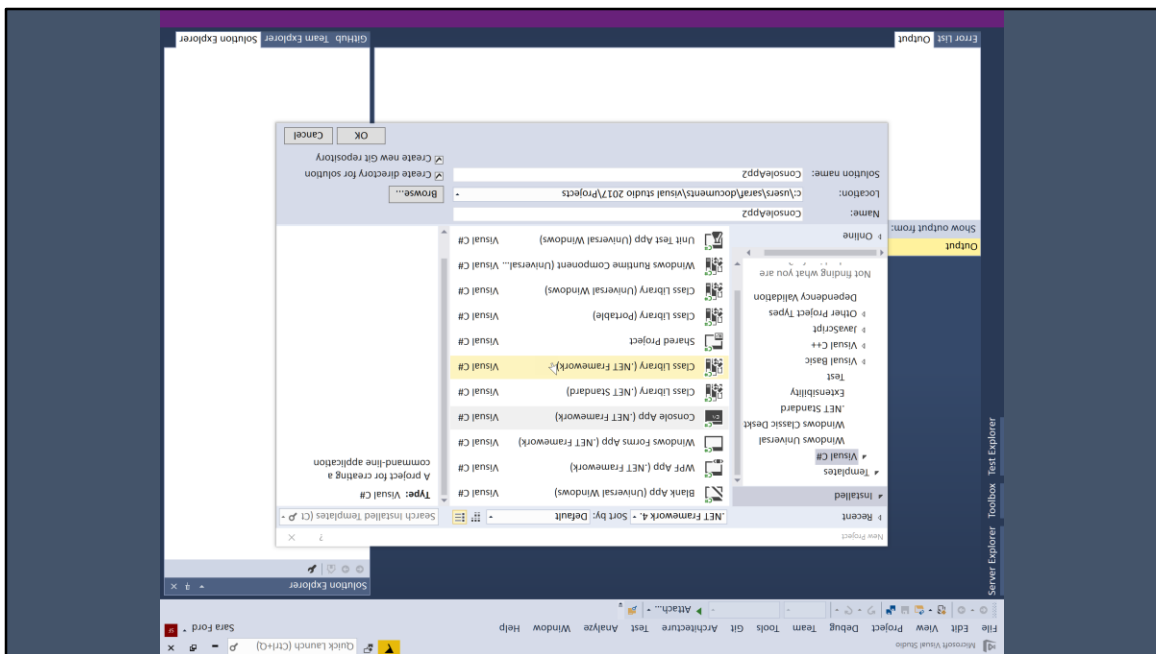 Microsoft Visual Studio
Quick Launch (Ctrl+Q)
File Edit View Project Debug Team Tools Git Architecture Test Analyze Window Help
Sara Ford
Attach...
Server Explorer Toolbox Test Explorer
Solution Explorer
New Project
? ×
Recent
.NET Framework 4. Sort by: Default
Search Installed Templates (Ct
Installed
Templates
Visual C#
Windows Universal
Windows Classic Deskt
.NET Standard
Extensibility
Test
Visual Basic
Visual C++
JavaScript
Other Project Types
Dependency Validation
Not finding what you are
Online
Blank App (Universal Windows) Visual C#
WPF App (.NET Framework) Visual C#
Windows Forms App (.NET Framework) Visual C#
Console App (.NET Framework) Visual C#
Class Library (.NET Standard) Visual C#
Class Library (.NET Framework) Visual C#
Shared Project Visual C#
Class Library (Portable) Visual C#
Class Library (Universal Windows) Visual C#
Windows Runtime Component (Universal... Visual C#
Unit Test App (Universal Windows) Visual C#
Type: Visual C#
A project for creating a
command-line application
Name: ConsoleApp2
Location: c:\users\saraf\documents\visual studio 2017\Projects
Browse...
Solution name: ConsoleApp2
Create directory for solution
Create new Git repository
OK Cancel
Output
Show output from:
Error List Output
GitHub Team Explorer Solution Explorer